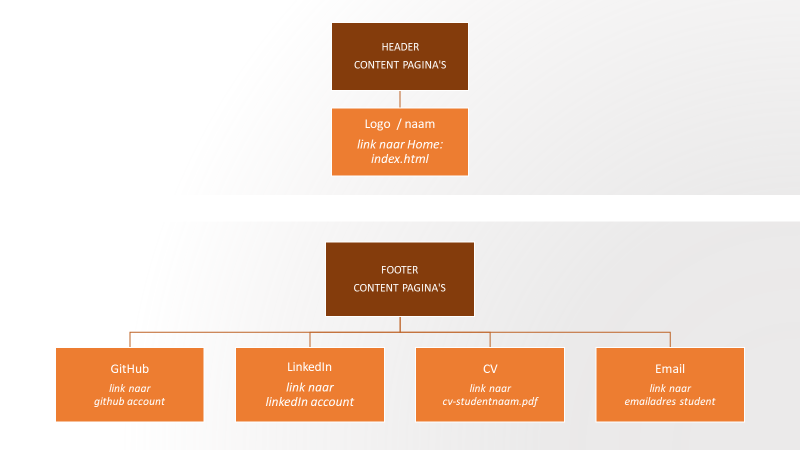 HEADER
CONTENT PAGINA'S
Logo / naam
link naar Home:
index.html
FOOTER
CONTENT PAGINA'S
GitHub
link naar
github account
LinkedIn
link naar
linkedIn account
CV
link naar
cv-studentnaam.pdf
Email
link naar
emailadres student